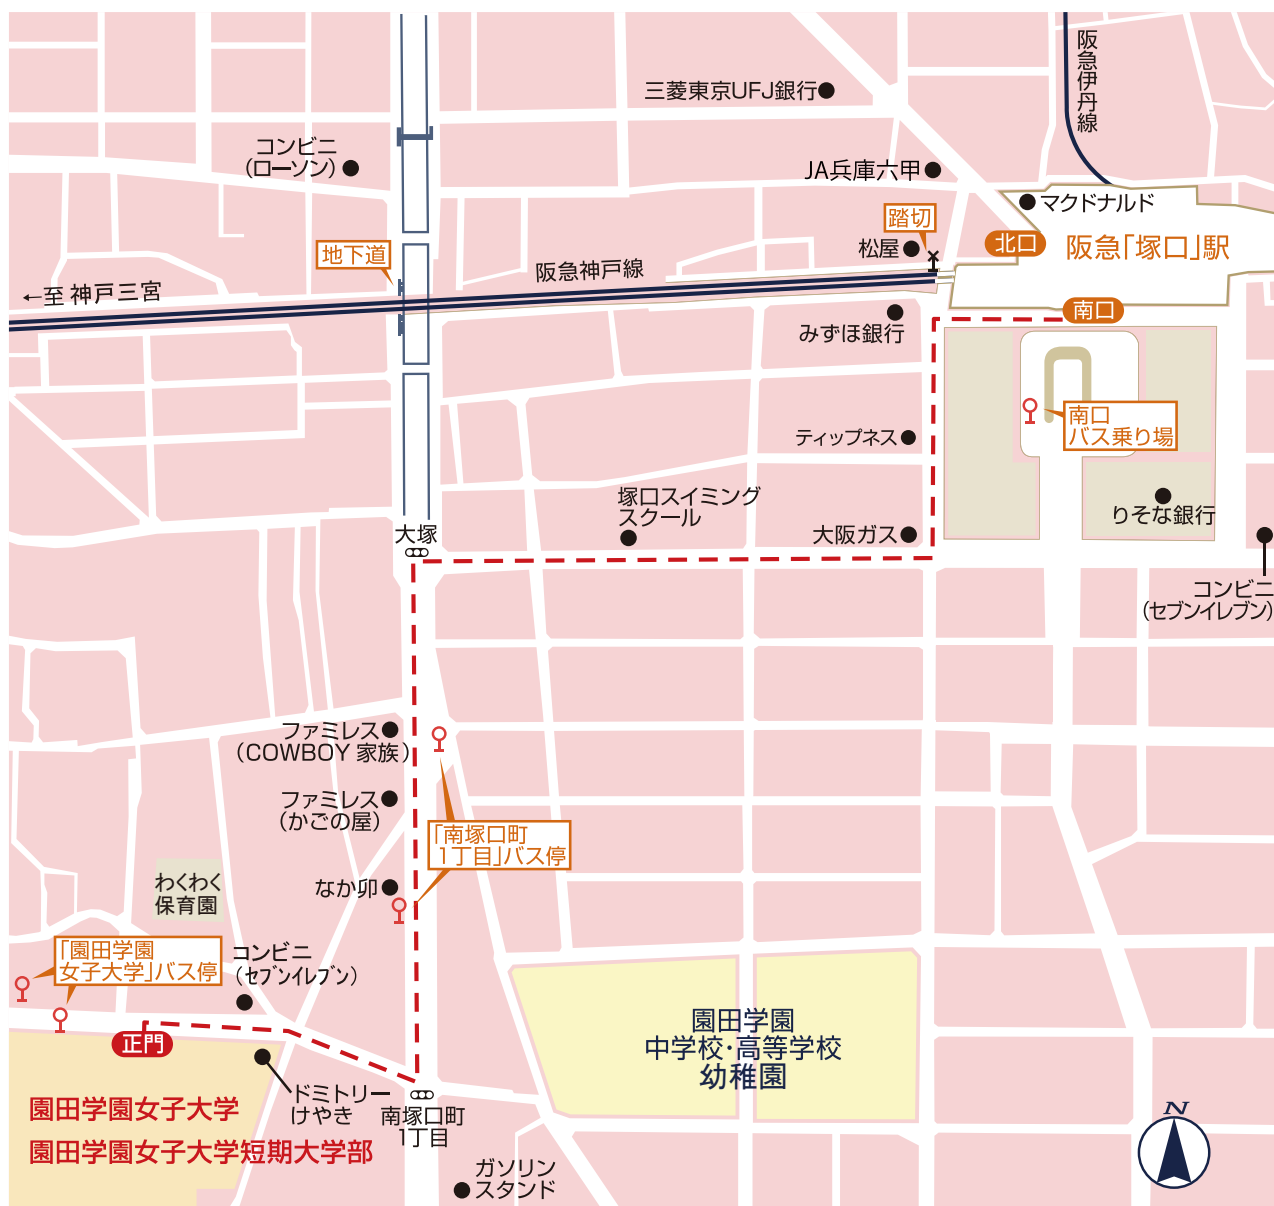 阪急伊丹線
三菱東京UFJ銀行
コンビニ
(ローソン)
JA兵庫六甲
マクドナルド
踏切
北口
阪急「塚口」駅
地下道
松屋
阪急神戸線
←至 神戸三宮
南口
みずほ銀行
南口
バス乗り場
ティップネス
塚口スイミング
スクール
りそな銀行
大塚
大阪ガス
コンビニ
(セブンイレブン)
ファミレス
(COWBOY 家族)
ファミレス
(かごの屋)
「南塚口町
1丁目」バス停
わくわく
保育園
なか卯
「園田学園
女子大学」バス停
コンビニ
(セブンイレブン)
正門
園田学園
中学校・高等学校
幼稚園
ドミトリー
けやき
園田学園女子大学
南塚口町
1丁目
園田学園女子大学短期大学部
ガソリン
スタンド
N